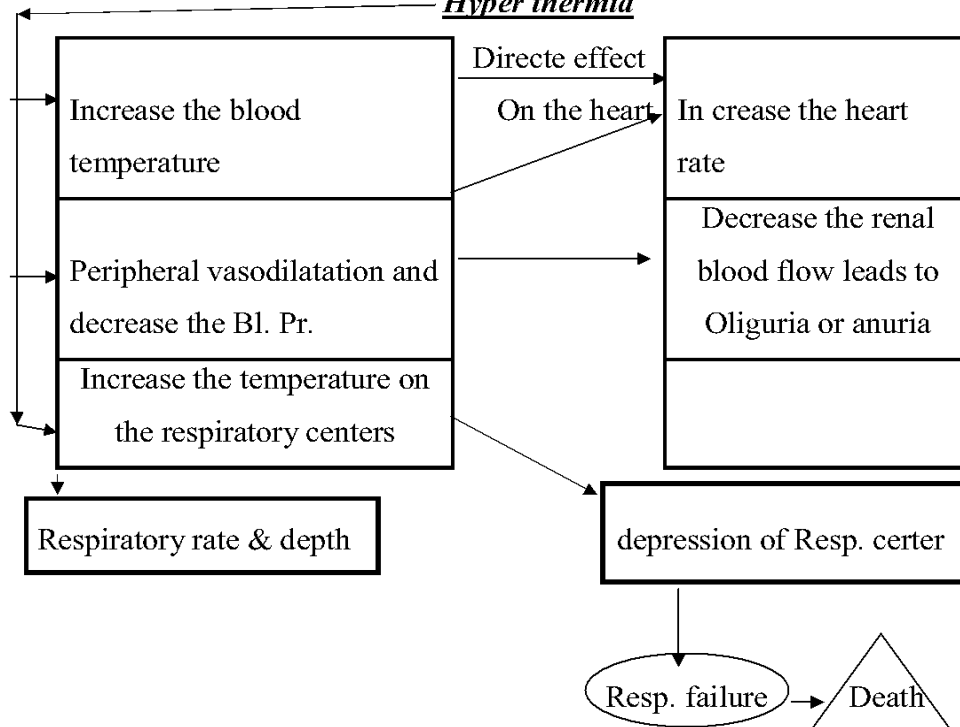 Hyper thermia
Directe effect
On the heart
Increase the blood
temperature
In crease the heart
rate
Peripheral vasodilatation and
decrease the Bl. Pr.
Decrease the renal
blood flow leads to
Oliguria or anuria
Increase the temperature on
the respiratory centers
Respiratory rate & depth
depression of Resp. certer
Resp. failure
Death